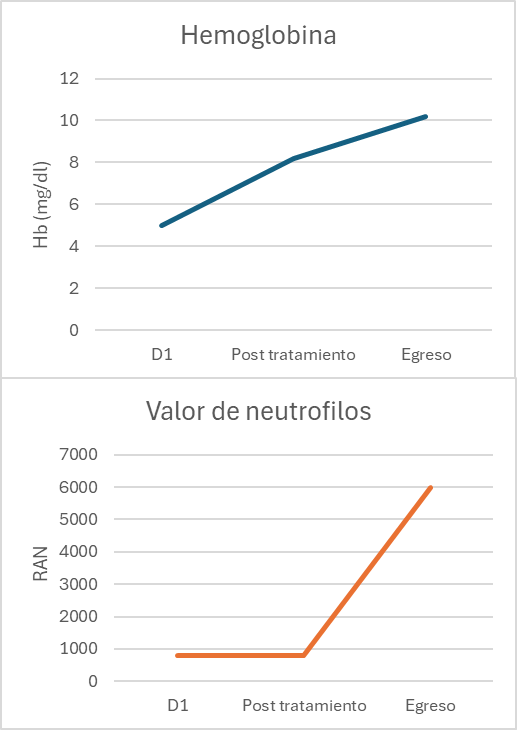 Hemoglobina
12
10
8
6
4
2
0
Hb (mg/dl)
D1 Post tratamiento Egreso
Valor de neutrofilos
7000
6000
5000
4000
3000
2000
1000
0
RAN
D1 Post tratamiento Egreso